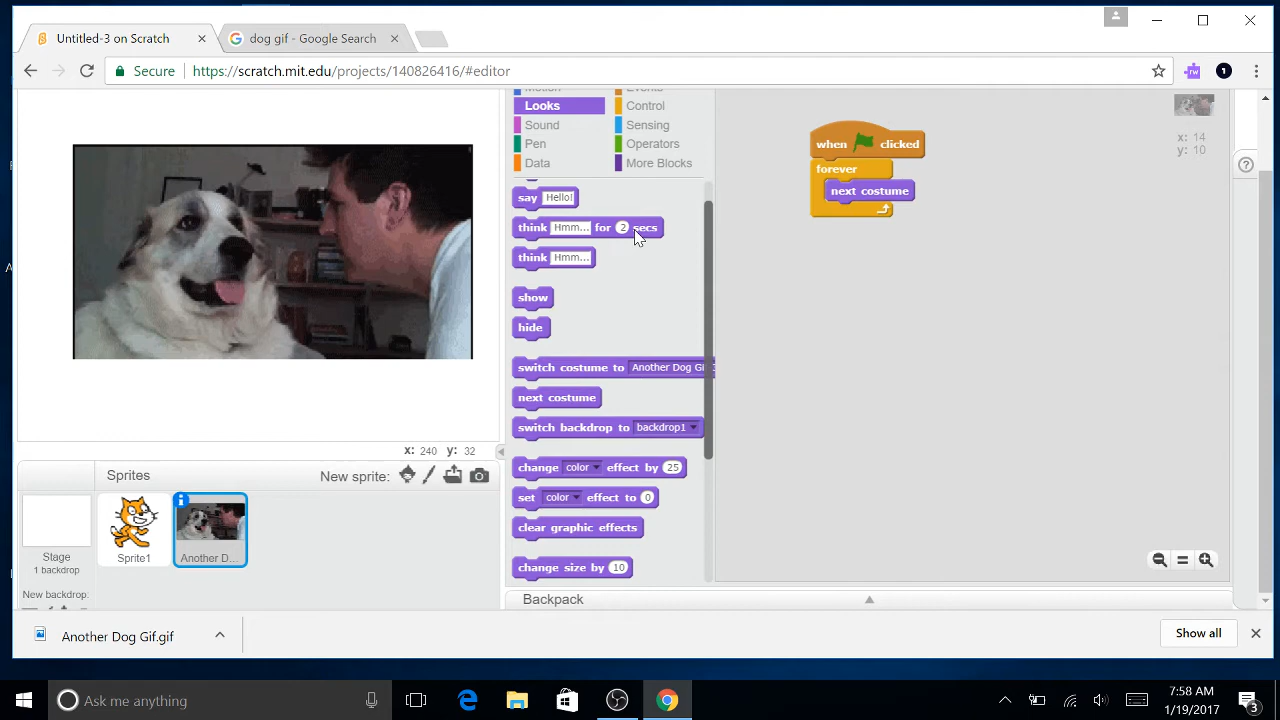 Untitled-3 on Scratch
dog gif - Google Search
Secure
https://scratch.mit.edu/projects/140826416/#editor
1
Motion
Events
Looks
Control
Sound
Sensing
Pen
Operators
Data
More Blocks
say Hello!
think Hmm... for 2 secs
think Hmm...
show
hide
switch costume to Another Dog Gi
next costume
switch backdrop to backdrop1
change color effect by 25
set color effect to 0
clear graphic effects
change size by 10
when clicked
forever
next costume
x: 14
y: 10
x: 240 y: 32
Sprites
New sprite:
Stage
1 backdrop
New backdrop:
Sprite1
Another D...
Backpack
Another Dog Gif.gif
Show all
Ask me anything
7:58 AM
1/19/2017
3